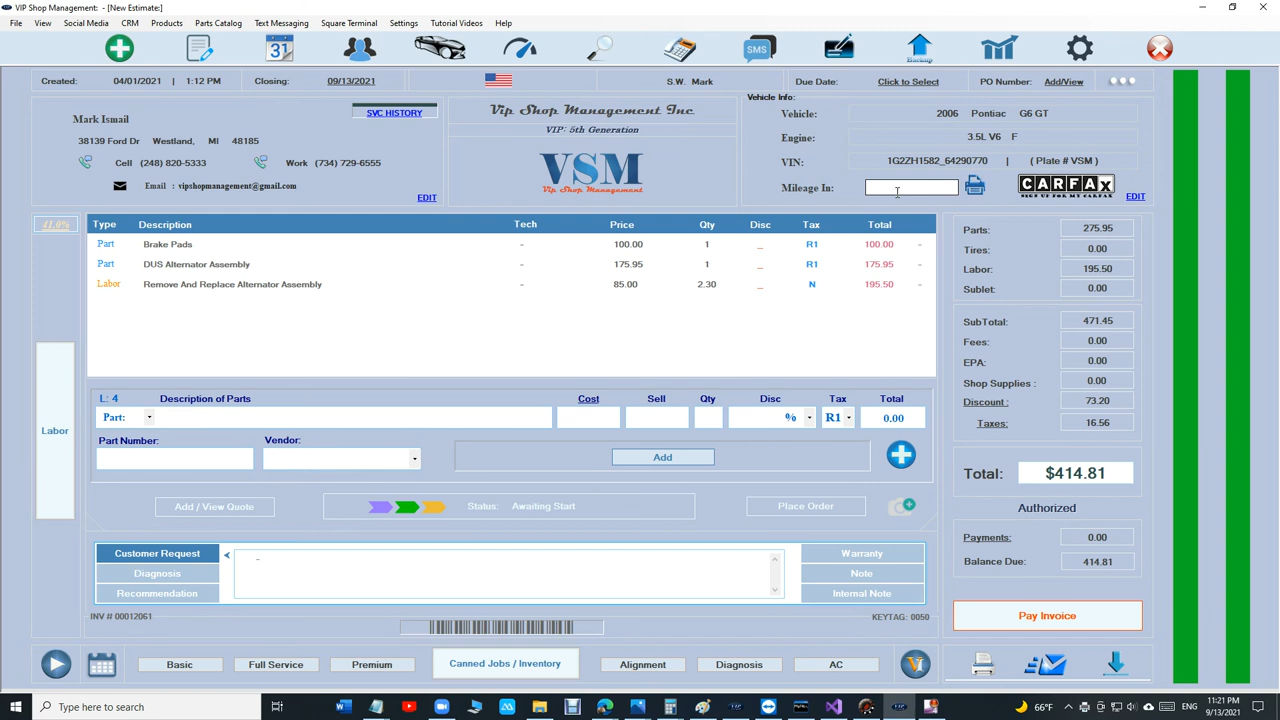 VIP Shop Management: - [New Estimate:]
File View Social Media CRM Products Parts Catalog Text Messaging Square Terminal Settings Tutorial Videos Help
31 SMS Backup
Created: 04/01/2021 | 1:12 PM Closing: 09/13/2021 S.W. Mark Due Date: Click to Select PO Number: Add/View
Vehicle Info:
SVC HISTORY
Mark Ismail
38139 Ford Dr Westland, MI 48185
Cell (248) 820-5333 Work (734) 729-6555
Email : vipshopmanagement@gmail.com
EDIT
Vip Shop Management Inc
VIP: 5th Generation
VSM
Vip Shop Management
Vehicle: 2006 Pontiac G6 GT
Engine: 3.5L V6 F
VIN: 1G2ZH1582_64290770 | ( Plate # VSM )
Mileage In:
CARFAX
SIGN UP FOR MY CARFAX
EDIT
41.0%
Type Description Tech Price Qty Disc Tax Total
Part Brake Pads - 100.00 1 _ R1 100.00 -
Part DUS Alternator Assembly - 175.95 1 _ R1 175.95 -
Labor Remove And Replace Alternator Assembly - 85.00 2.30 _ N 195.50 -
Labor
L: 4 Description of Parts Cost Sell Qty Disc Tax Total
Part: % R1 0.00
Part Number: Vendor:
Add
Add / View Quote Status: Awaiting Start Place Order
Customer Request < - Warranty
Diagnosis Note
Recommendation Internal Note
INV # 00012061 KEYTAG: 0050
Parts: 275.95
Tires: 0.00
Labor: 195.50
Sublet: 0.00
SubTotal: 471.45
Fees: 0.00
EPA: 0.00
Shop Supplies : 0.00
Discount : 73.20
Taxes: 16.56
Total: $414.81
Authorized
Payments: 0.00
Balance Due: 414.81
Pay Invoice
Basic Full Service Premium Canned Jobs / Inventory Alignment Diagnosis AC
Type here to search 66°F 11:21 PM
9/13/2021